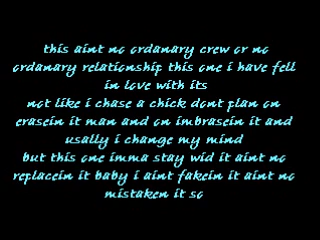 this aint no ordanary crew or no
ordanary relationship this one i have fell
in love with its
not like i chase a chick dont plan on
erasein it man and on imbrasein it and
usally i change my mind
but this one imma stay wid it aint no
replacein it baby i aint fakein it aint no
mistaken it so